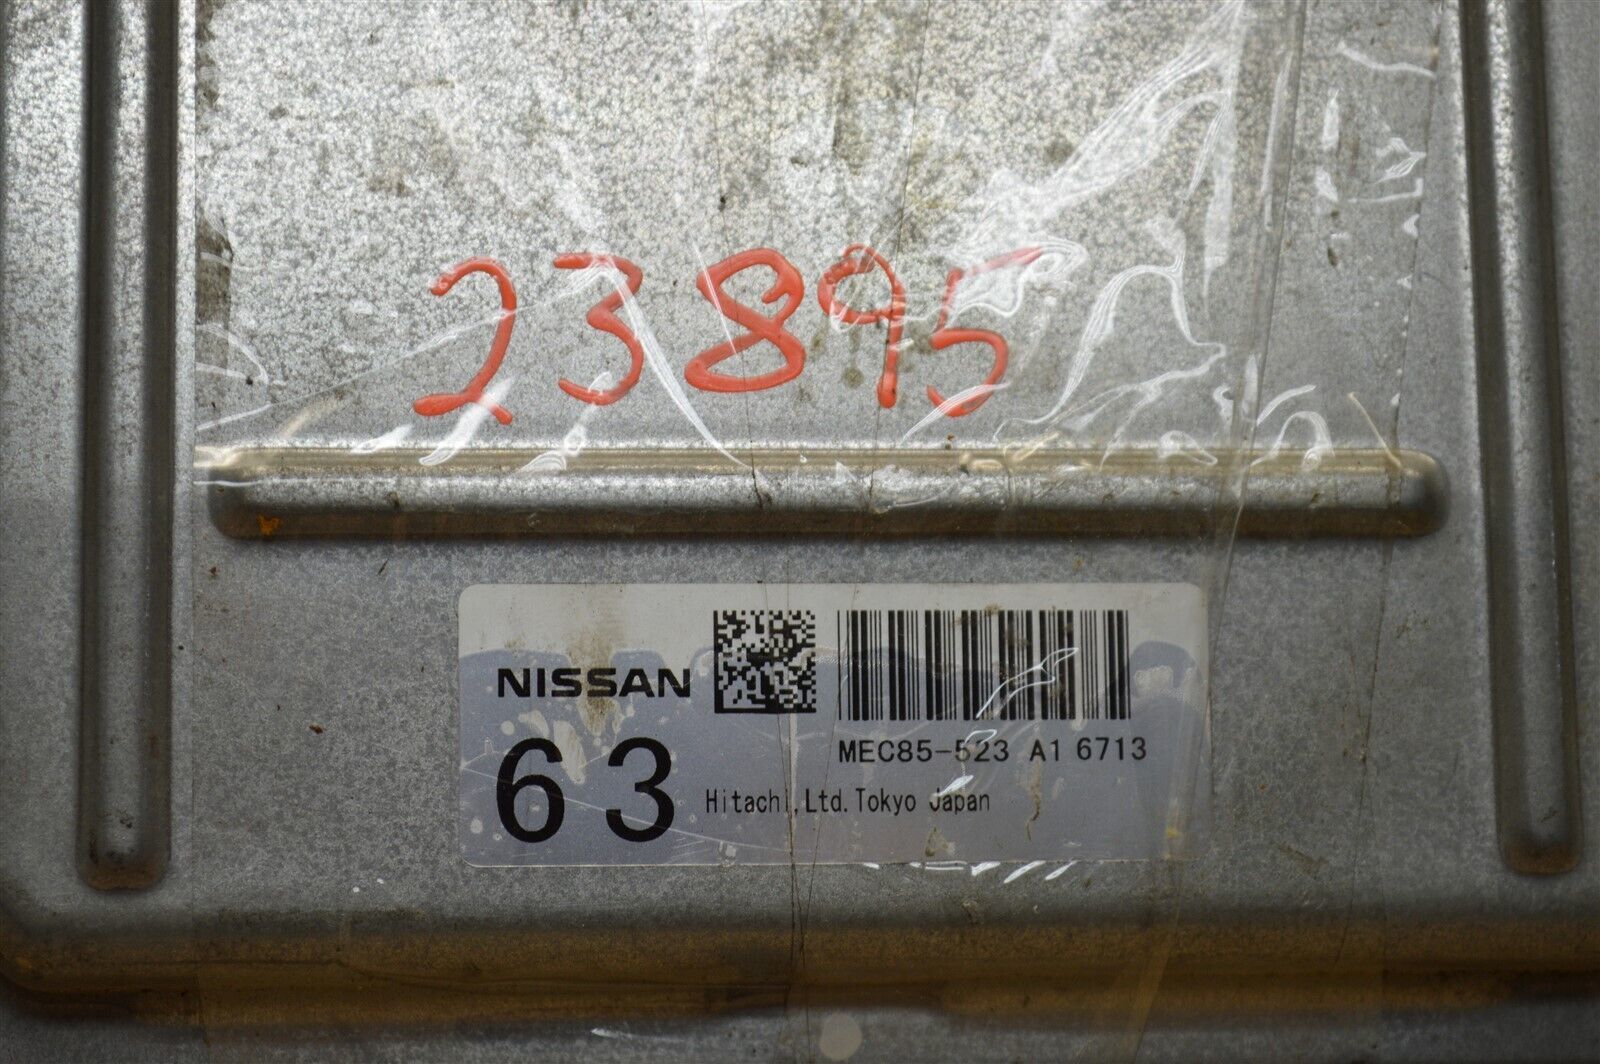 23895
NISSAN
63
MEC85-523 A1 6713
Hitachi,Ltd.Tokyo Japan